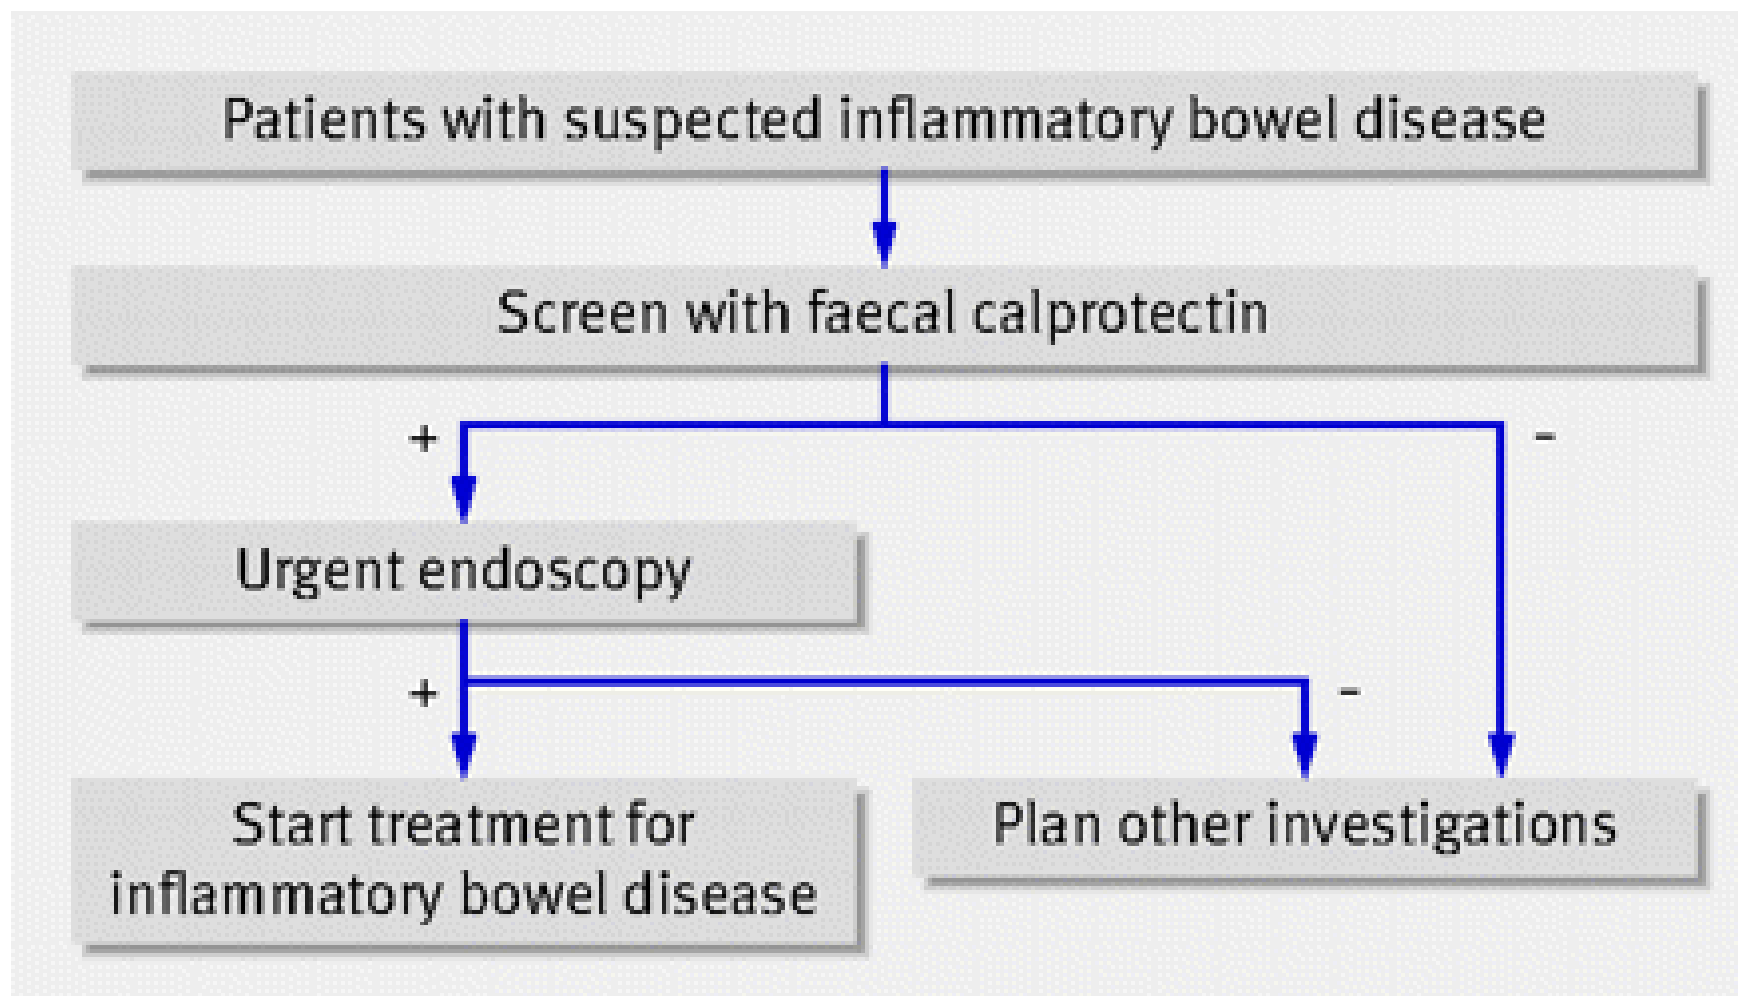 Patients with suspected inflammatory bowel disease
Screen with faecal calprotectin
+
-
Urgent endoscopy
+
-
Start treatment for
inflammatory bowel disease
Plan other investigations